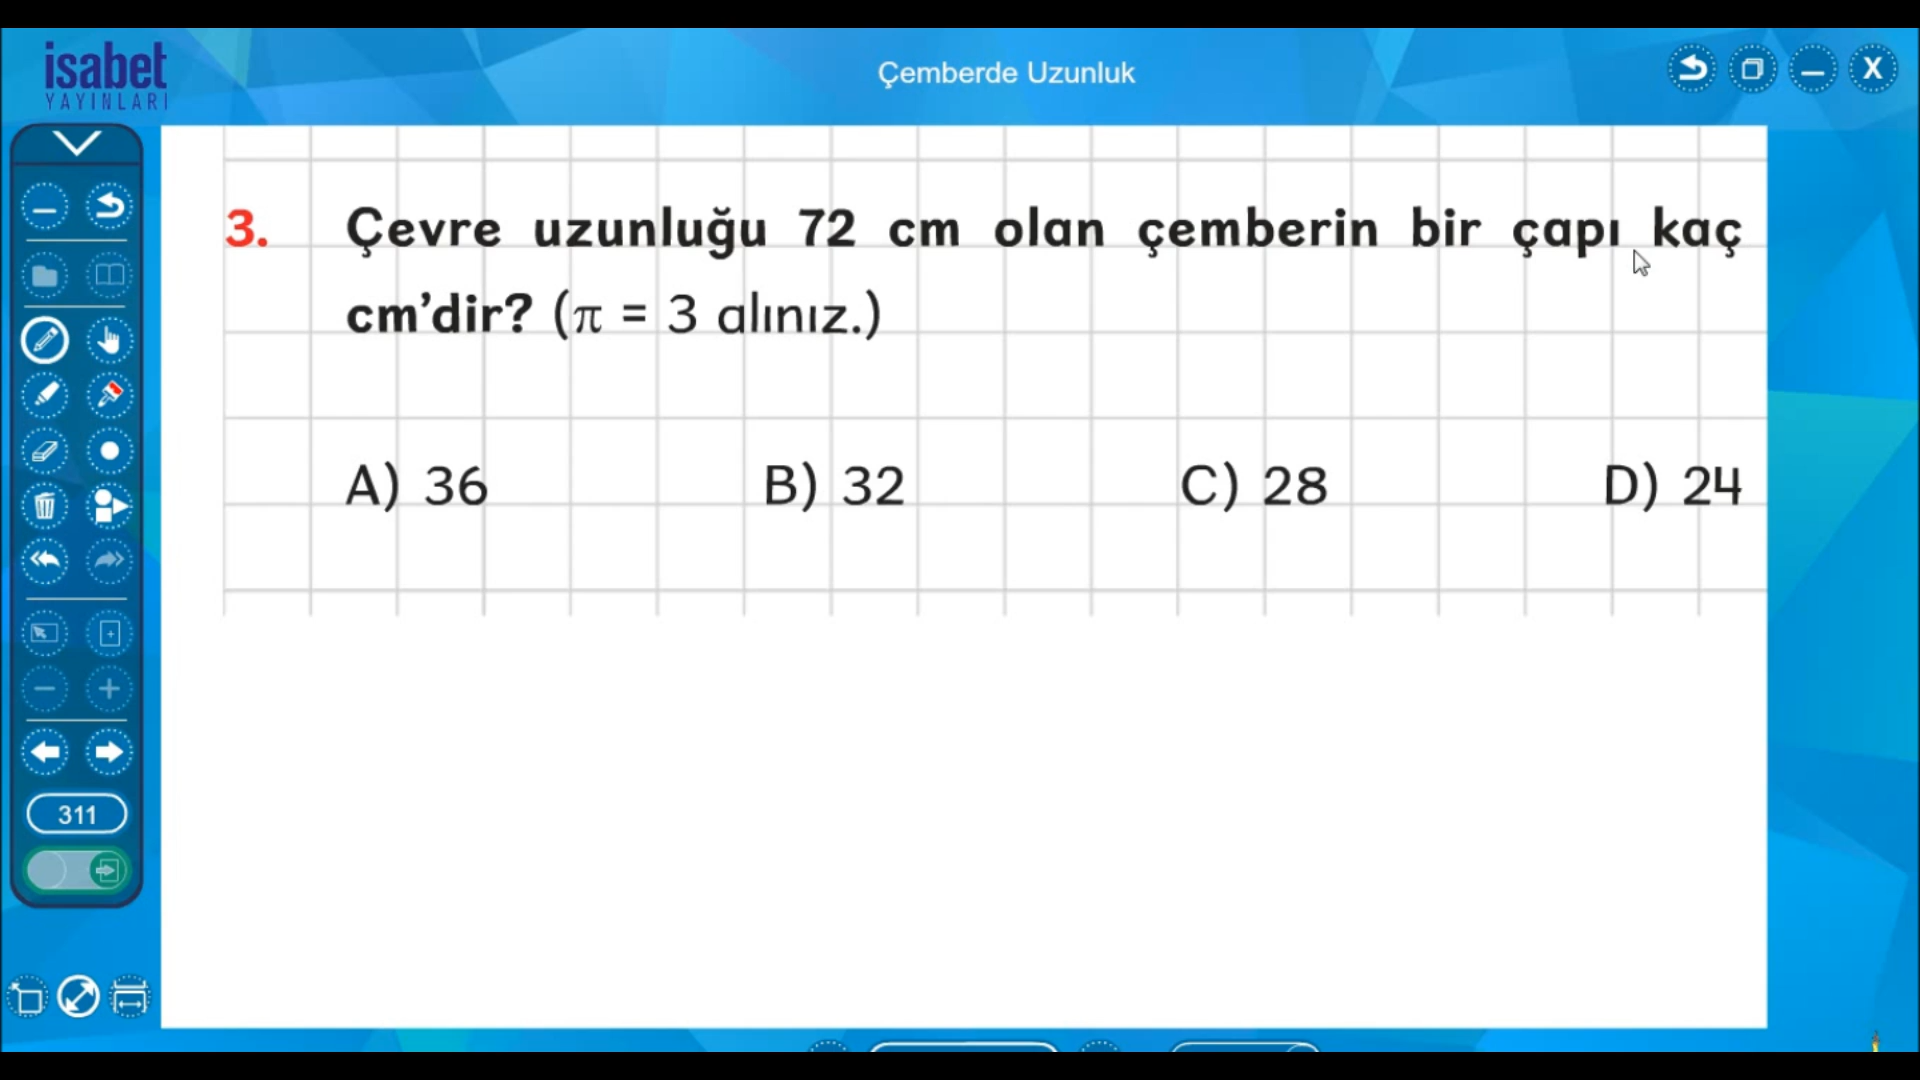 isabet
YAYINLARI
Çemberde Uzunluk
3. Çevre uzunluğu 72 cm olan çemberin bir çapı kaç
cm'dir? (π = 3 alınız.)
A) 36 B) 32 C) 28 D) 24
311